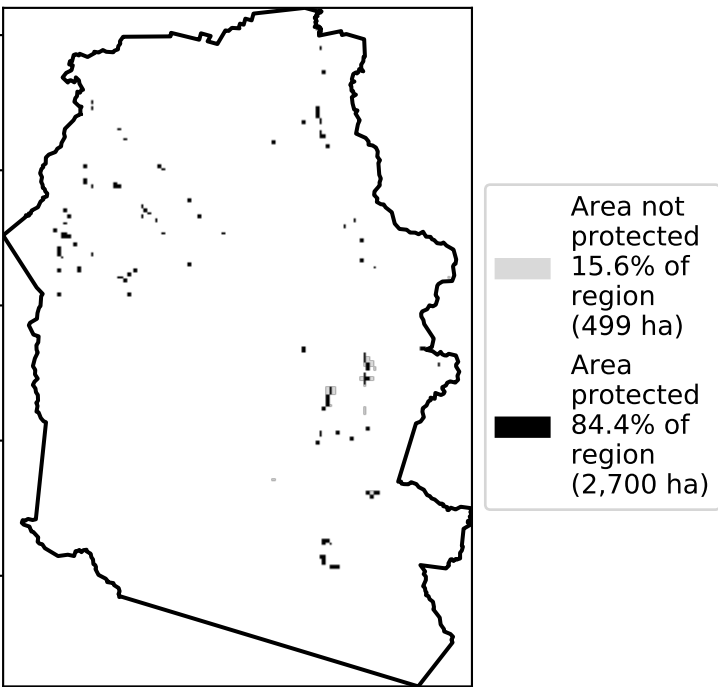 Area not
protected
15.6% of
region
(499 ha)
Area
protected
84.4% of
region
(2,700 ha)